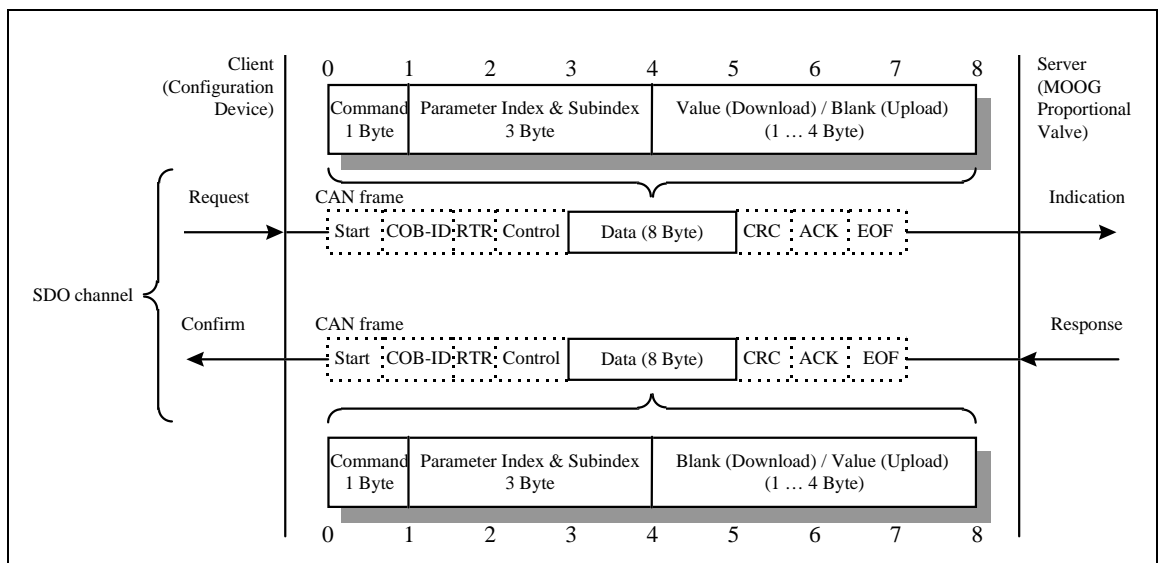 Client
(Configuration
Device)
0 1 2 3 4 5 6 7 8
Server
(MOOG
Proportional
Valve)
Command
1 Byte
Parameter Index & Subindex
3 Byte
Value (Download) / Blank (Upload)
(1 … 4 Byte)
Request
CAN frame
Indication
Start COB-ID RTR Control Data (8 Byte) CRC ACK EOF
SDO channel
Confirm
CAN frame
Response
Start COB-ID RTR Control Data (8 Byte) CRC ACK EOF
Command
1 Byte
Parameter Index & Subindex
3 Byte
Blank (Download) / Value (Upload)
(1 … 4 Byte)
0 1 2 3 4 5 6 7 8